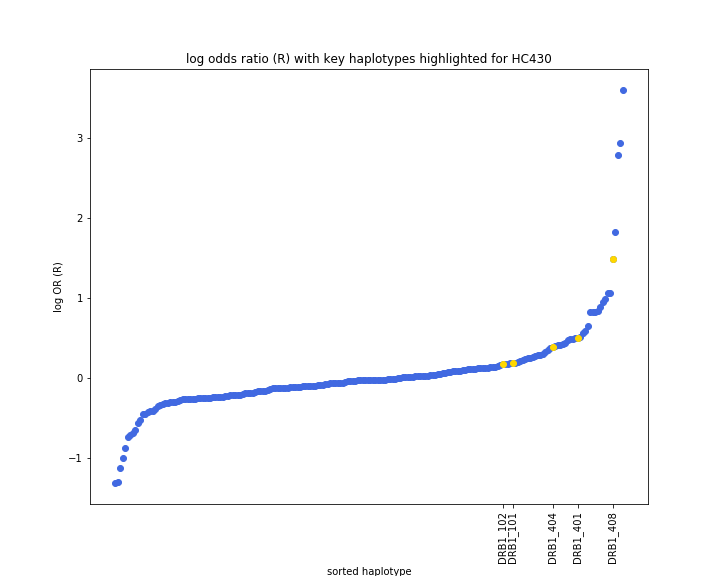 log odds ratio (R) with key haplotypes highlighted for HC430
log OR (R)
3
2
1
0
−1
DRB1_102
DRB1_101
DRB1_404
DRB1_401
DRB1_408
sorted haplotype